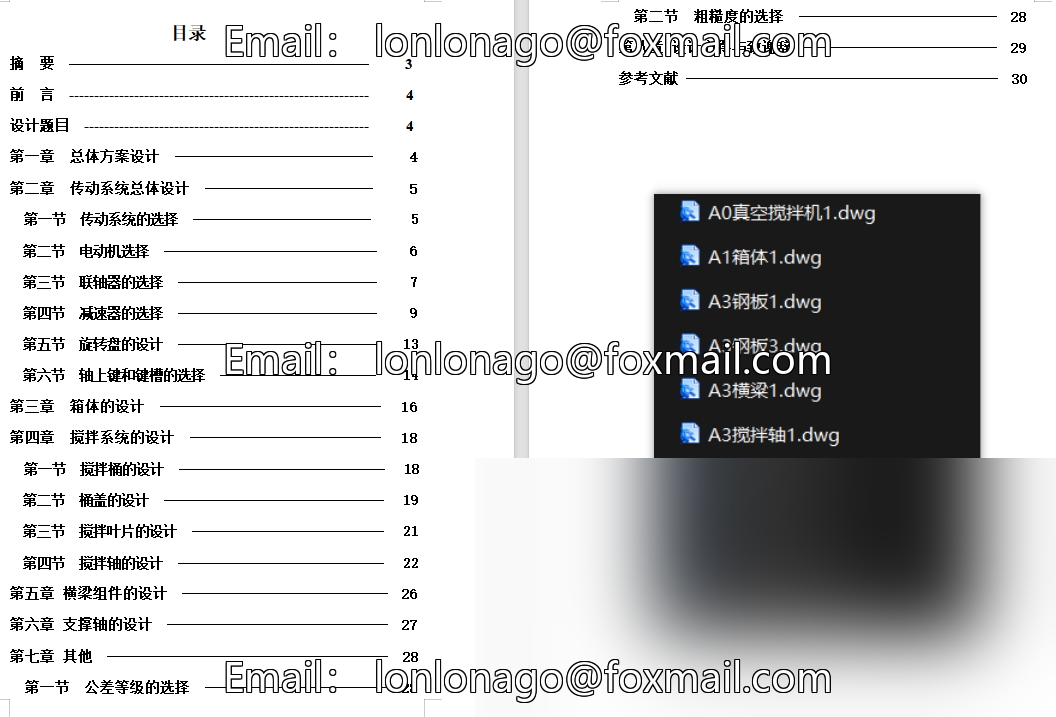 目录
摘 要 3
前 言 4
设计题目 4
第一章 总体方案设计 4
第二章 传动系统总体设计 5
第一节 传动系统的选择 5
第二节 电动机选择 6
第三节 联轴器的选择 7
第四节 减速器的选择 9
第五节 旋转盘的设计 13
第六节 轴上键和键槽的选择 14
第三章 箱体的设计 16
第四章 搅拌系统的设计 18
第一节 搅拌桶的设计 18
第二节 桶盖的设计 19
第三节 搅拌叶片的设计 21
第四节 搅拌轴的设计 22
第五章 横梁组件的设计 26
第六章 支撑轴的设计 27
第七章 其他 28
第一节 公差等级的选择
第二节 粗糙度的选择 28
29
参考文献 30
A0真空搅拌机1.dwg
A1箱体1.dwg
A3钢板1.dwg
A3钢板3.dwg
A3横梁1.dwg
A3搅拌轴1.dwg
Email： lonlonago@foxmail.com
Email： lonlonago@foxmail.com
Email： lonlonago@foxmail.com